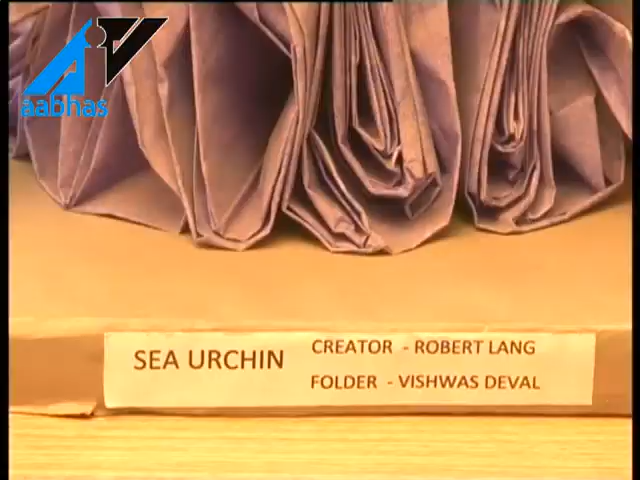 aabhas
SEA URCHIN
CREATOR - ROBERT LANG
FOLDER - VISHWAS DEVAL